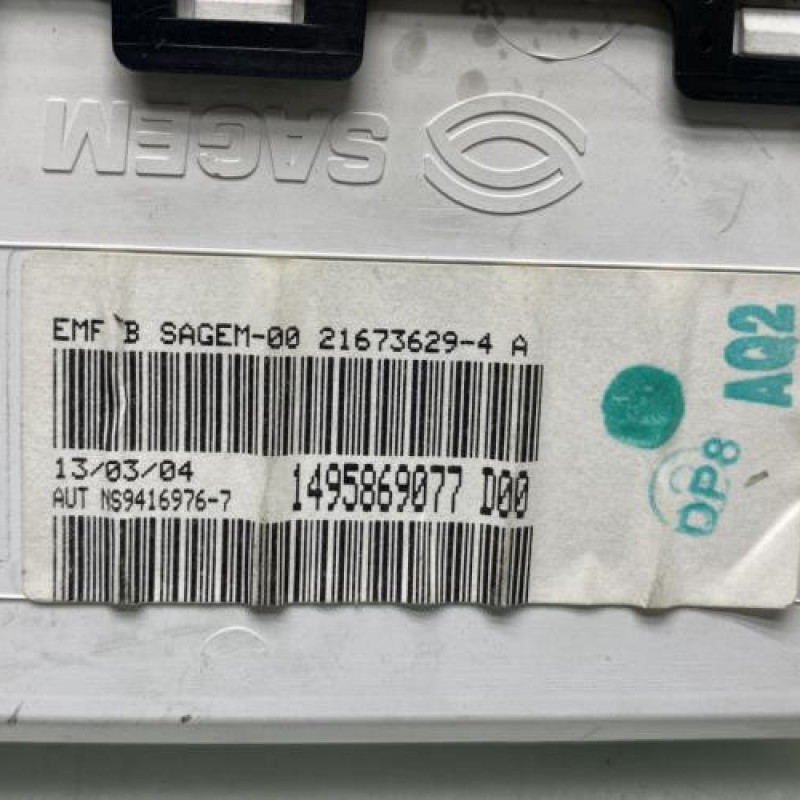 SAGEM
EMF B SAGEM-00 21673629-4 A
13/03/04
AUT NS9416976-7
1495869077 D00
AQ2
DP8